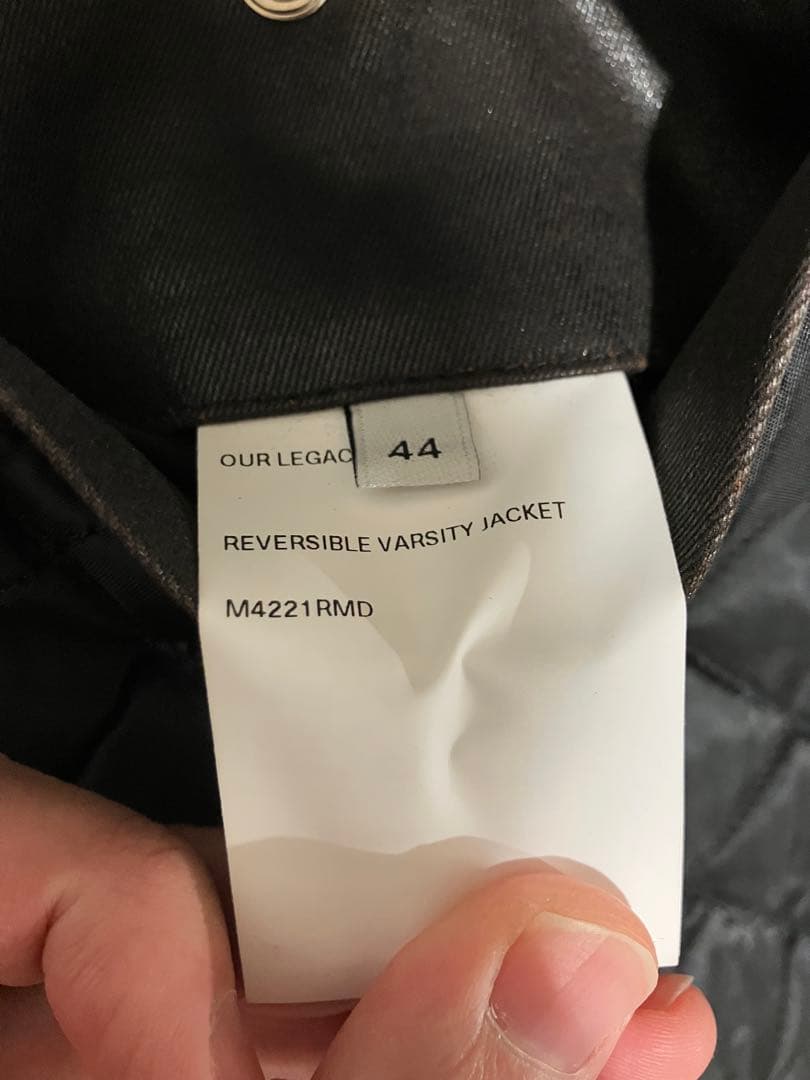 OUR LEGAC
44
REVERSIBLE VARSITY JACKET
M4221RMD